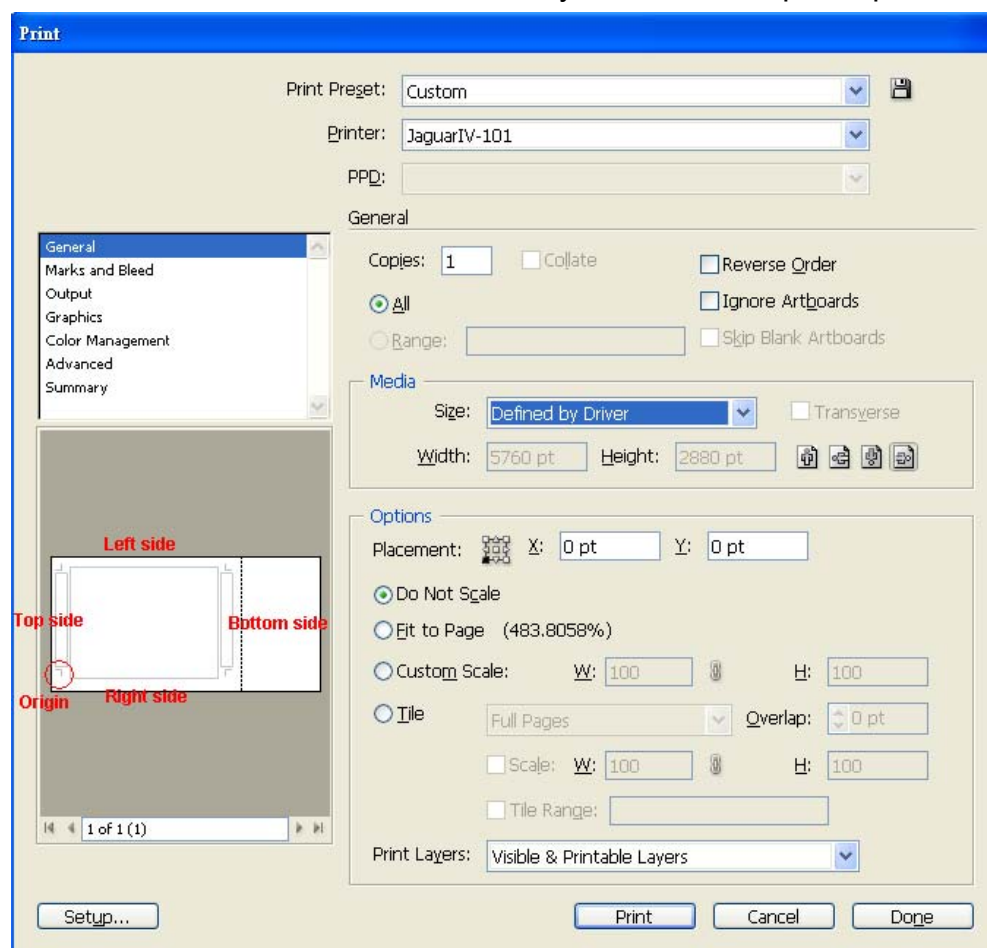 Print
Print Preset: Custom
Printer: JaguarIV-101
PPD:
General
Marks and Bleed
Output
Graphics
Color Management
Advanced
Summary
General
Copies: 1 Collate Reverse Order
All Ignore Artboards
Range: Skip Blank Artboards
Media
Size: Defined by Driver Transverse
Width: 5760 pt Height: 2880 pt
Left side
Top side
Bottom side
Origin
Right side
1 of 1 (1)
Options
Placement: X: 0 pt Y: 0 pt
Do Not Scale
Fit to Page (483.8058%)
Custom Scale: W: 100 H: 100
Tile Full Pages Overlap: 0 pt
Scale: W: 100 H: 100
Tile Range:
Print Layers: Visible & Printable Layers
Setup... Print Cancel Done